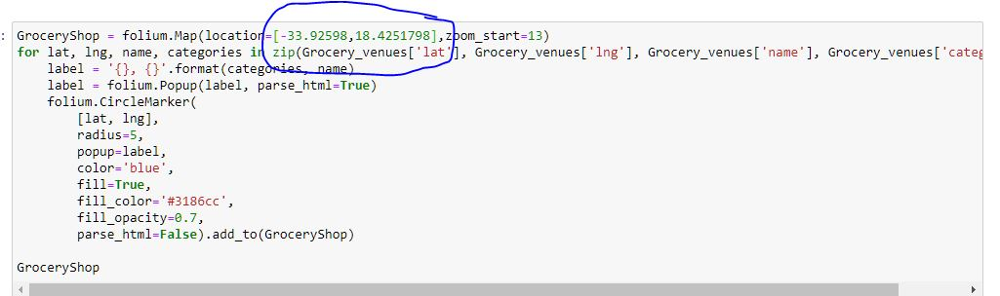 : GroceryShop = folium.Map(location=[-33.92598,18.4251798],zoom_start=13)
for lat, lng, name, categories in zip(Grocery_venues['lat'], Grocery_venues['lng'], Grocery_venues['name'], Grocery_venues['categ
label = '{}, {}'.format(categories, name)
label = folium.Popup(label, parse_html=True)
folium.CircleMarker(
[lat, lng],
radius=5,
popup=label,
color='blue',
fill=True,
fill_color='#3186cc',
fill_opacity=0.7,
parse_html=False).add_to(GroceryShop)
GroceryShop